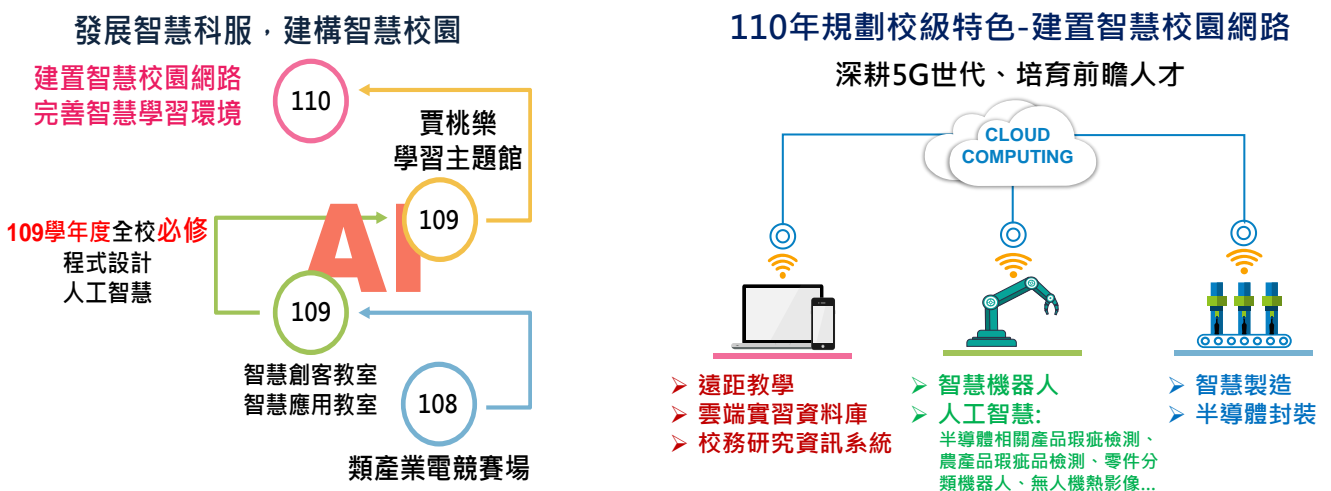 發展智慧科服，建構智慧校園
建置智慧校園網路
完善智慧學習環境
110
賈桃樂
學習主題館
109
109學年度全校必修
程式設計
人工智慧
AI
109
智慧創客教室
智慧應用教室
108
類產業電競賽場
110年規劃校級特色-建置智慧校園網路
深耕5G世代、培育前瞻人才
CLOUD
COMPUTING
➢ 遠距教學
➢ 雲端實習資料庫
➢ 校務研究資訊系統
➢ 智慧機器人
➢ 人工智慧:
半導體相關產品瑕疵檢測、
農產品瑕疵品檢測、零件分
類機器人、無人機熱影像...
➢ 智慧製造
➢ 半導體封裝